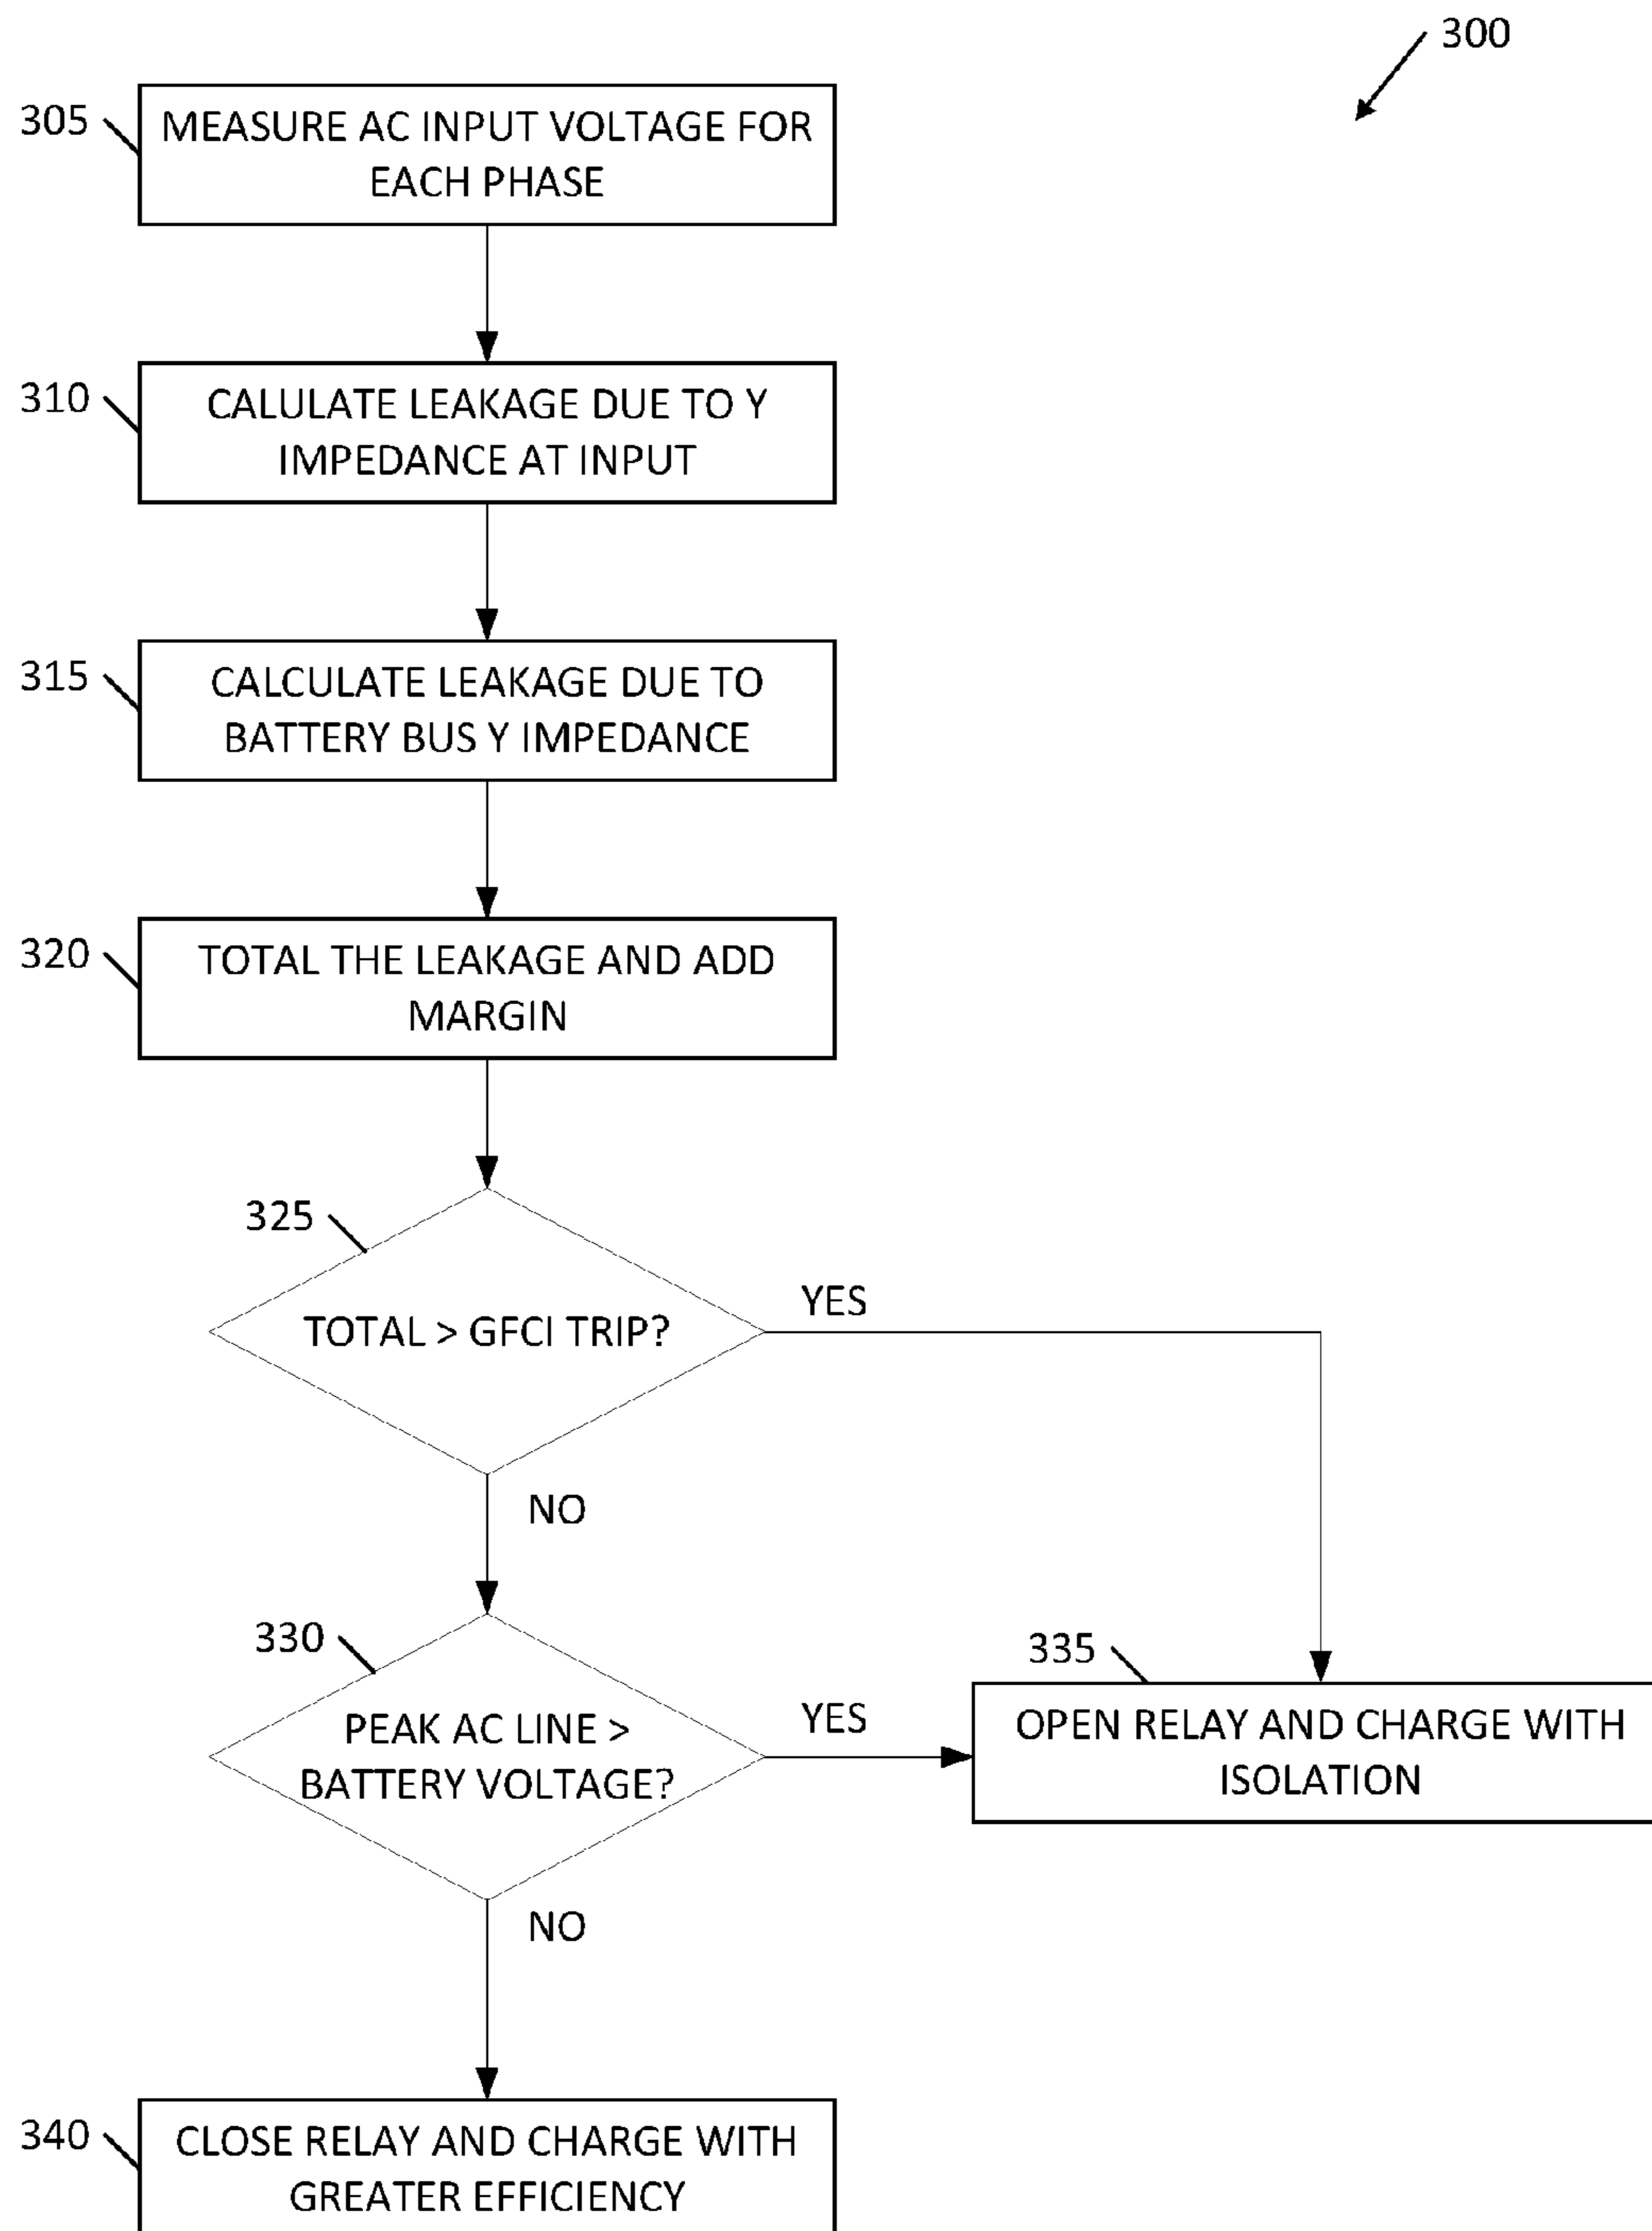 300
305
MEASURE AC INPUT VOLTAGE FOR
EACH PHASE
310
CALULATE LEAKAGE DUE TO Y
IMPEDANCE AT INPUT
315
CALCULATE LEAKAGE DUE TO
BATTERY BUS Y IMPEDANCE
320
TOTAL THE LEAKAGE AND ADD
MARGIN
325
TOTAL > GFCI TRIP?
YES
NO
330
PEAK AC LINE >
BATTERY VOLTAGE?
YES
335
OPEN RELAY AND CHARGE WITH
ISOLATION
NO
340
CLOSE RELAY AND CHARGE WITH
GREATER EFFICIENCY